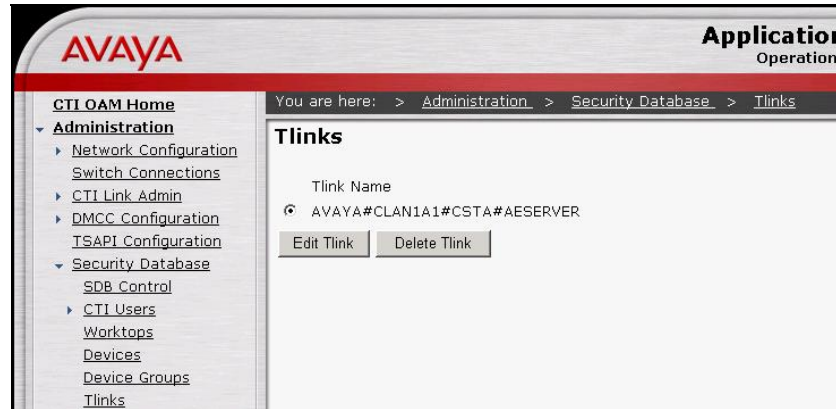 AVAYA
Application
Operation
CTI OAM Home
Administration
Network Configuration
Switch Connections
CTI Link Admin
DMCC Configuration
TSAPI Configuration
Security Database
SDB Control
CTI Users
Worktops
Devices
Device Groups
Tlinks
You are here: > Administration > Security Database > Tlinks
Tlinks
Tlink Name
AVAYA#CLAN1A1#CSTA#AESERVER
Edit Tlink Delete Tlink